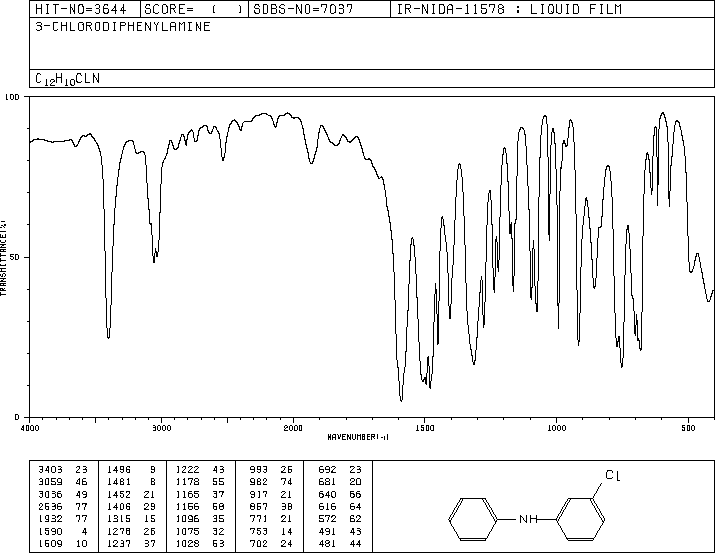 HIT-NO=3644 SCORE= ( ) SDBS-NO=7037 IR-NIDA-11578 : LIQUID FILM
3-CHLORODIPHENYLAMINE
C12H10CLN
100
50
0
TRANSMITTANCE(%)
4000 3000 2000 1500 1000 500
WAVENUMBER(-1)
3403 23 1496 9 1222 43 993 26 692 23
3059 46 1481 8 1178 55 982 74 681 20
3036 49 1452 21 1165 37 917 21 640 66
2636 77 1406 29 1156 58 857 38 616 64
1932 77 1315 15 1096 35 771 21 572 62
1590 4 1278 26 1075 32 753 14 491 43
1509 10 1237 37 1028 53 702 24 481 44
Cl
NH